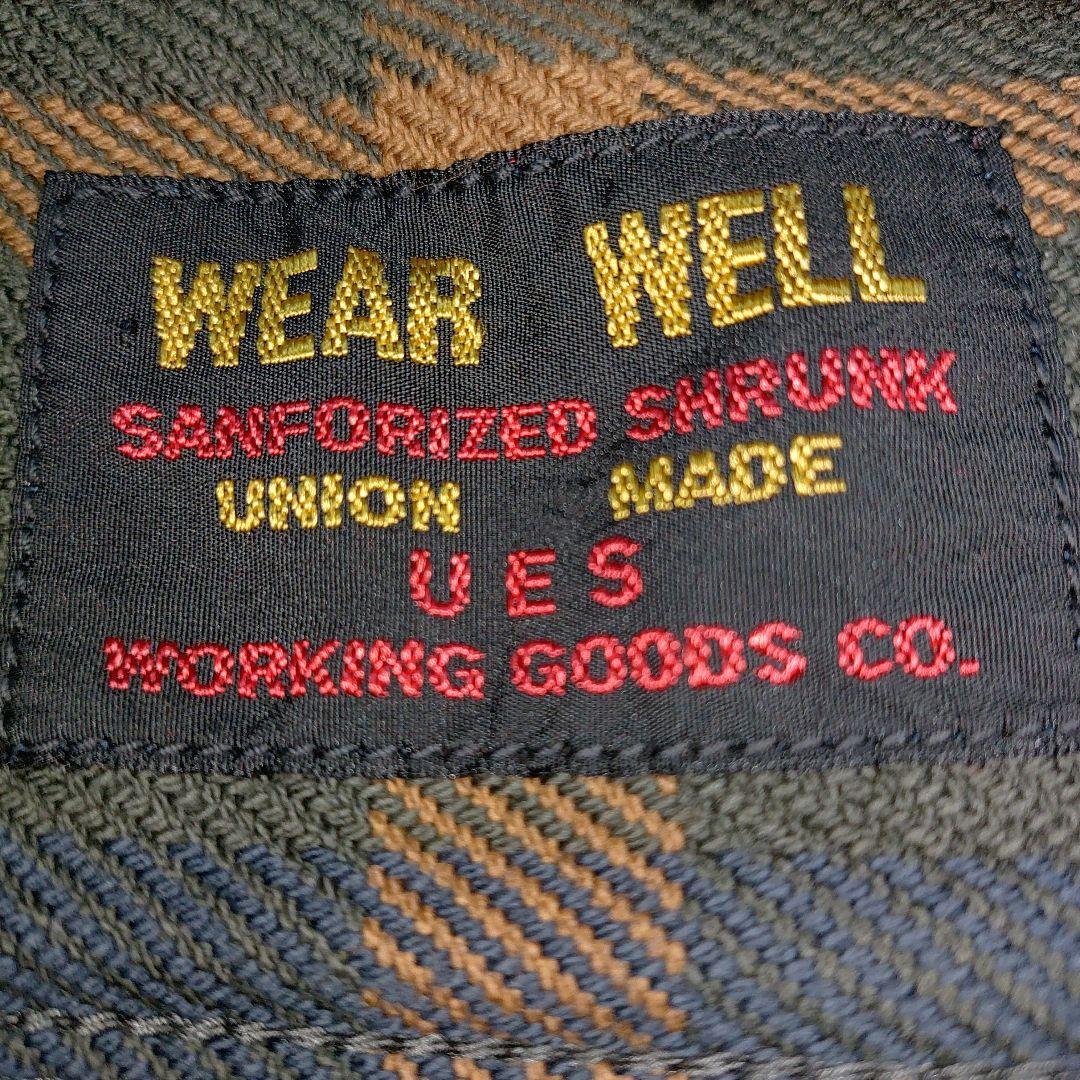 WEAR WELL
SANFORIZED SHRUNK
UNION MADE
UES
WORKING GOODS CO.